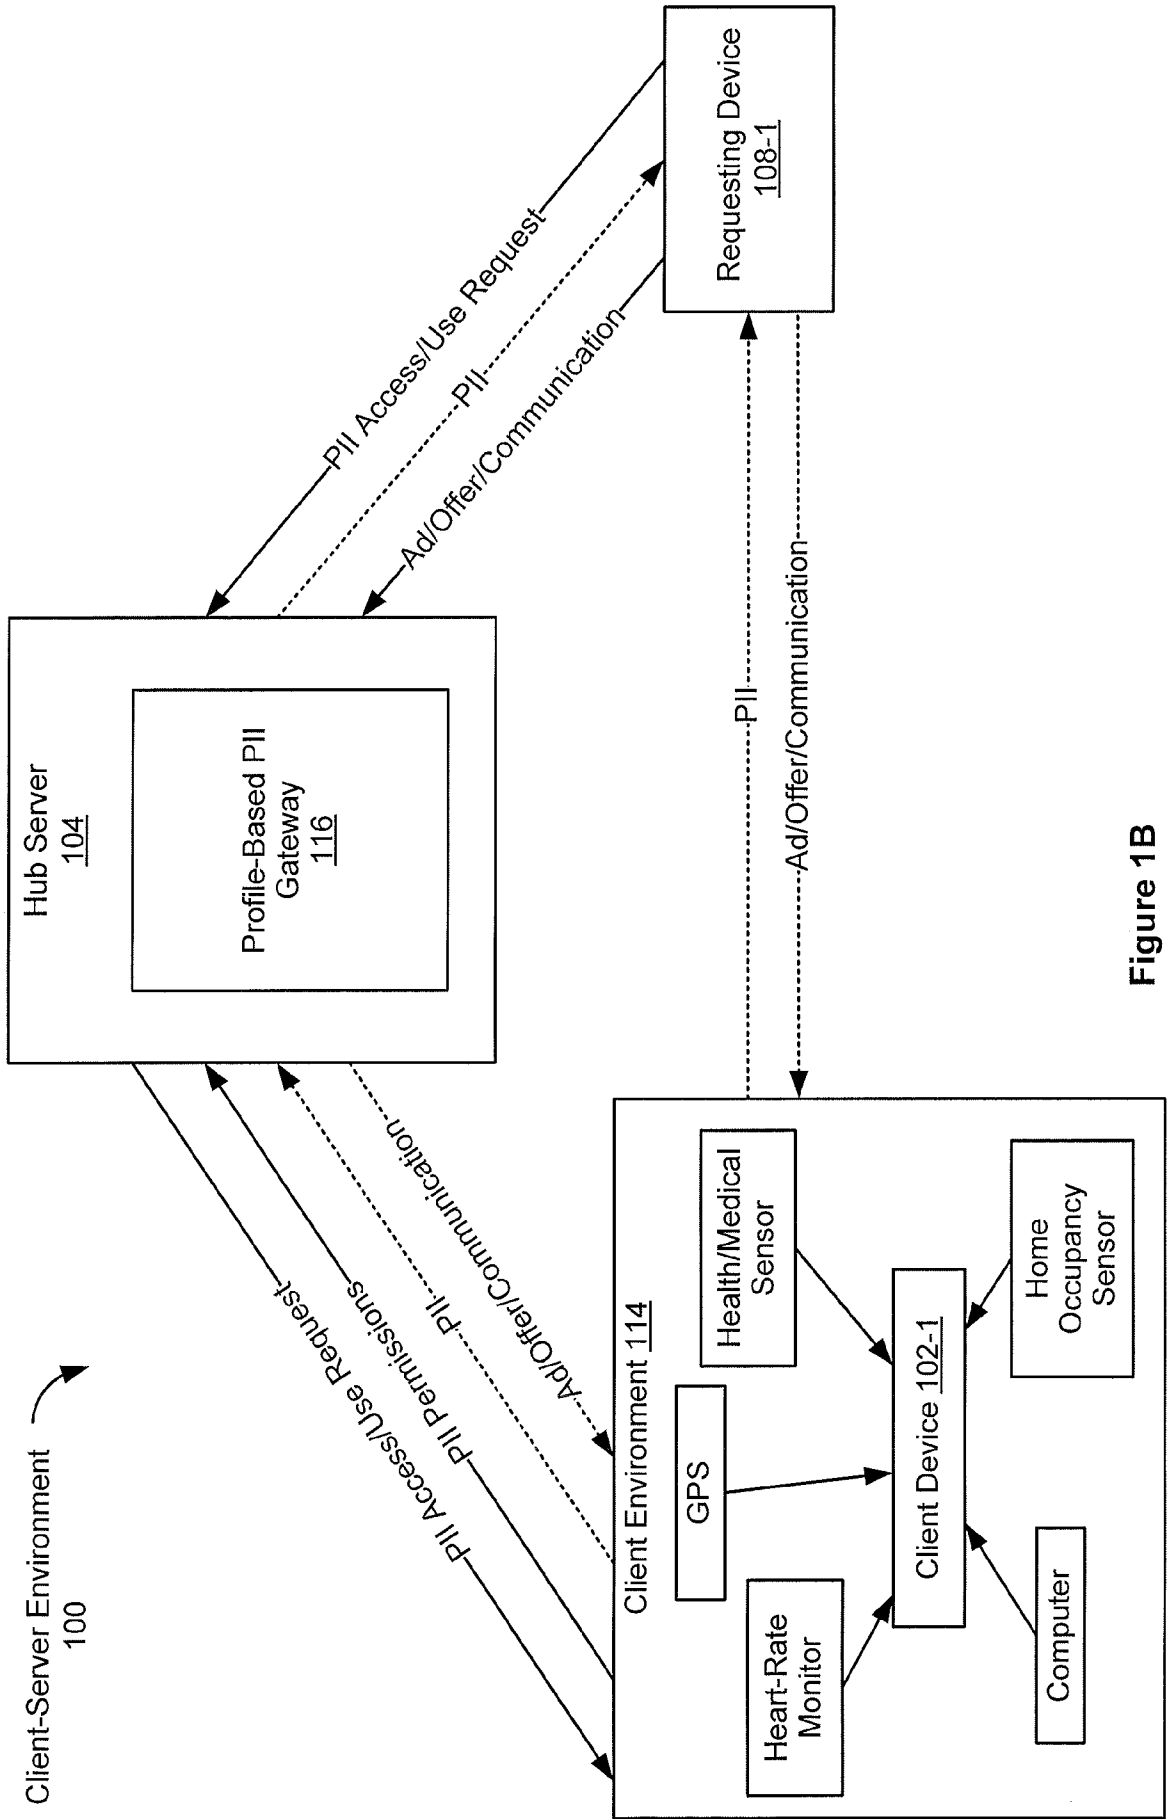 Client-Server Environment
100
Hub Server
104
Profile-Based PII
Gateway
116
PII Access/Use Request
PII Permissions
PII
Ad/Offer/Communication
PII Access/Use Request
PII
Ad/Offer/Communication
Client Environment 114
Heart-Rate
Monitor
GPS
Health/Medical
Sensor
Client Device 102-1
Computer
Home
Occupancy
Sensor
PII
Ad/Offer/Communication
Requesting Device
108-1
Figure 1B